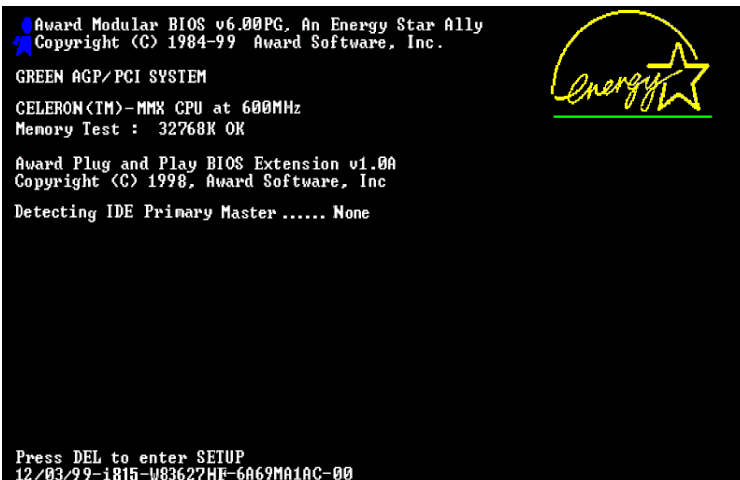 Award Modular BIOS v6.00PG, An Energy Star Ally
Copyright (C) 1984-99  Award Software, Inc.
energy
GREEN AGP/PCI SYSTEM
CELERON(TM)-MMX CPU at 600MHz
Memory Test :  32768K OK
Award Plug and Play BIOS Extension v1.0A
Copyright (C) 1998, Award Software, Inc
Detecting IDE Primary Master ...... None
Press DEL to enter SETUP
12/03/99-i815-W83627HF-6A69MA1AC-00